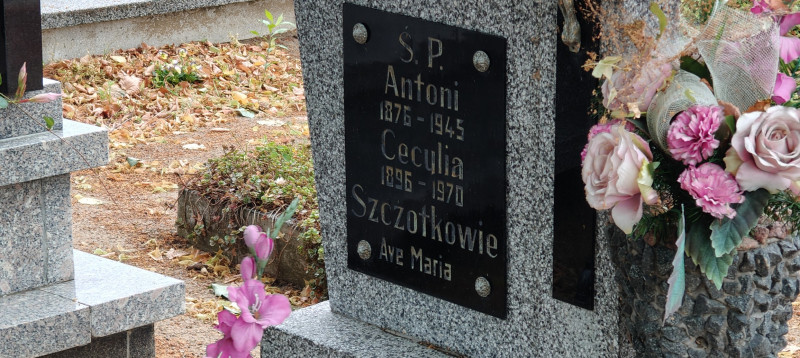 Ś. P.
Antoni
1876 - 1945
Cecylia
1896 - 1970
Szczotkowie
Ave Maria